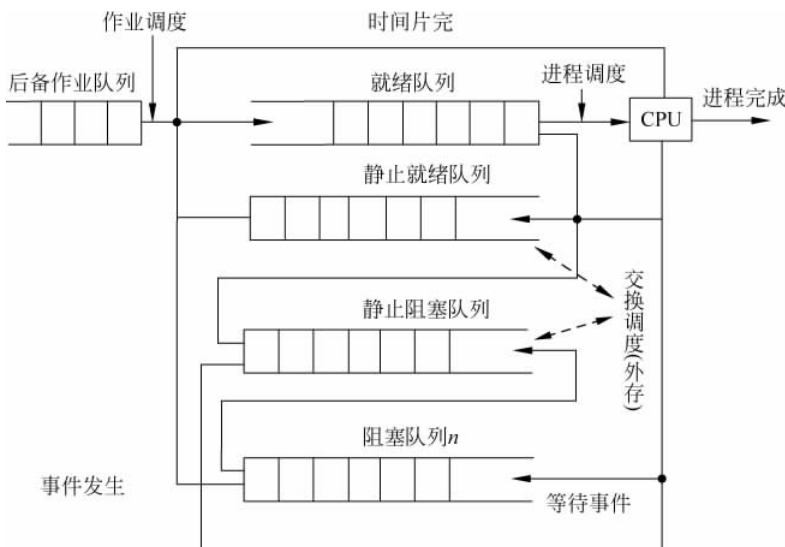 作业调度
时间片完
后备作业队列
就绪队列
进程调度
进程完成
CPU
静止就绪队列
静止阻塞队列
交换调度(外存)
阻塞队列n
事件发生
等待事件